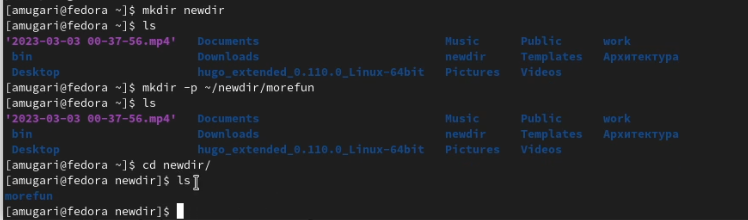 [amugari@fedora ~]$ mkdir newdir
[amugari@fedora ~]$ ls
'2023-03-03 00-37-56.mp4' Documents Music Public work
bin Downloads newdir Templates Архитектура
Desktop hugo_extended_0.110.0_Linux-64bit Pictures Videos
[amugari@fedora ~]$ mkdir -p ~/newdir/morefun
[amugari@fedora ~]$ ls
'2023-03-03 00-37-56.mp4' Documents Music Public work
bin Downloads newdir Templates Архитектура
Desktop hugo_extended_0.110.0_Linux-64bit Pictures Videos
[amugari@fedora ~]$ cd newdir/
[amugari@fedora newdir]$ ls
morefun
[amugari@fedora newdir]$